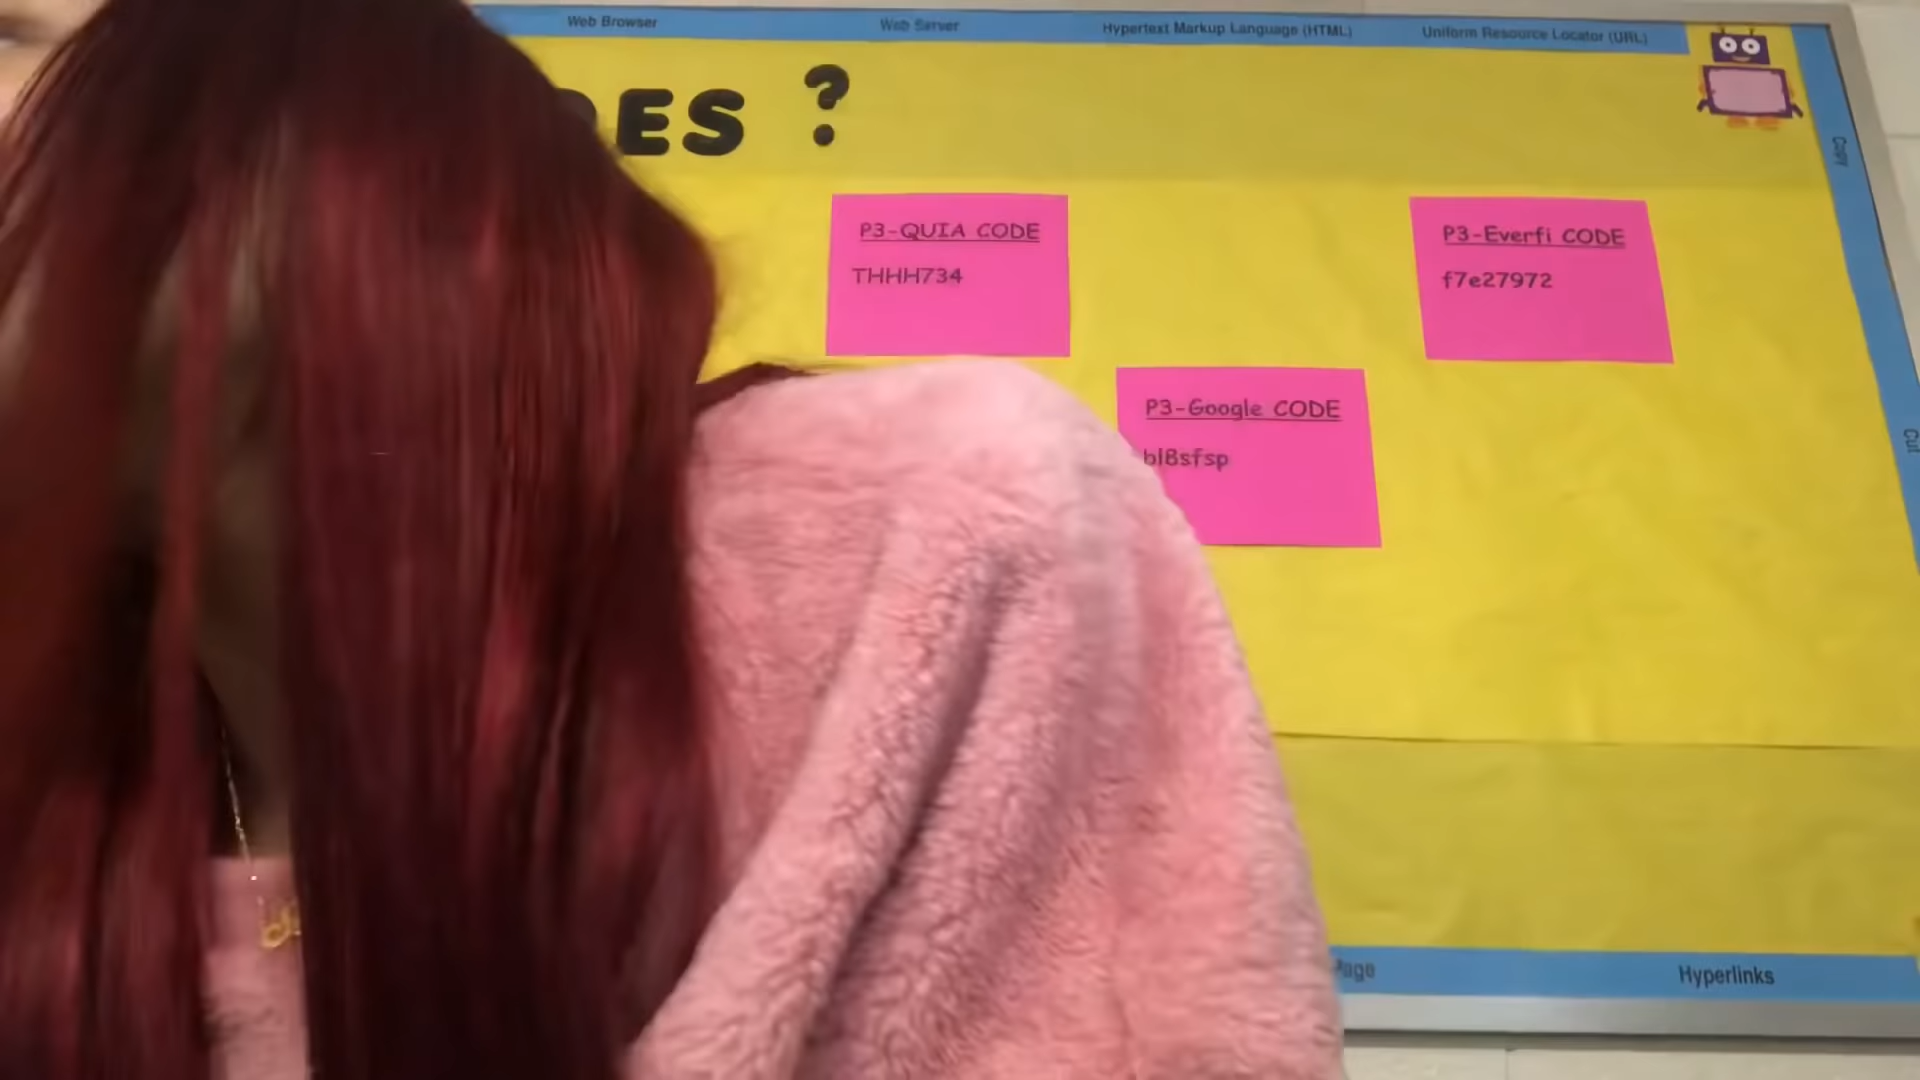 Web Browser Web Server Hypertext Markup Language (HTML) Uniform Resource Locator (URL)
DES ?
P3-QUIA CODE
THHH734
P3-Everfi CODE
f7e27972
P3-Google CODE
bl8sfsp
Copy
Cut
Page Hyperlinks